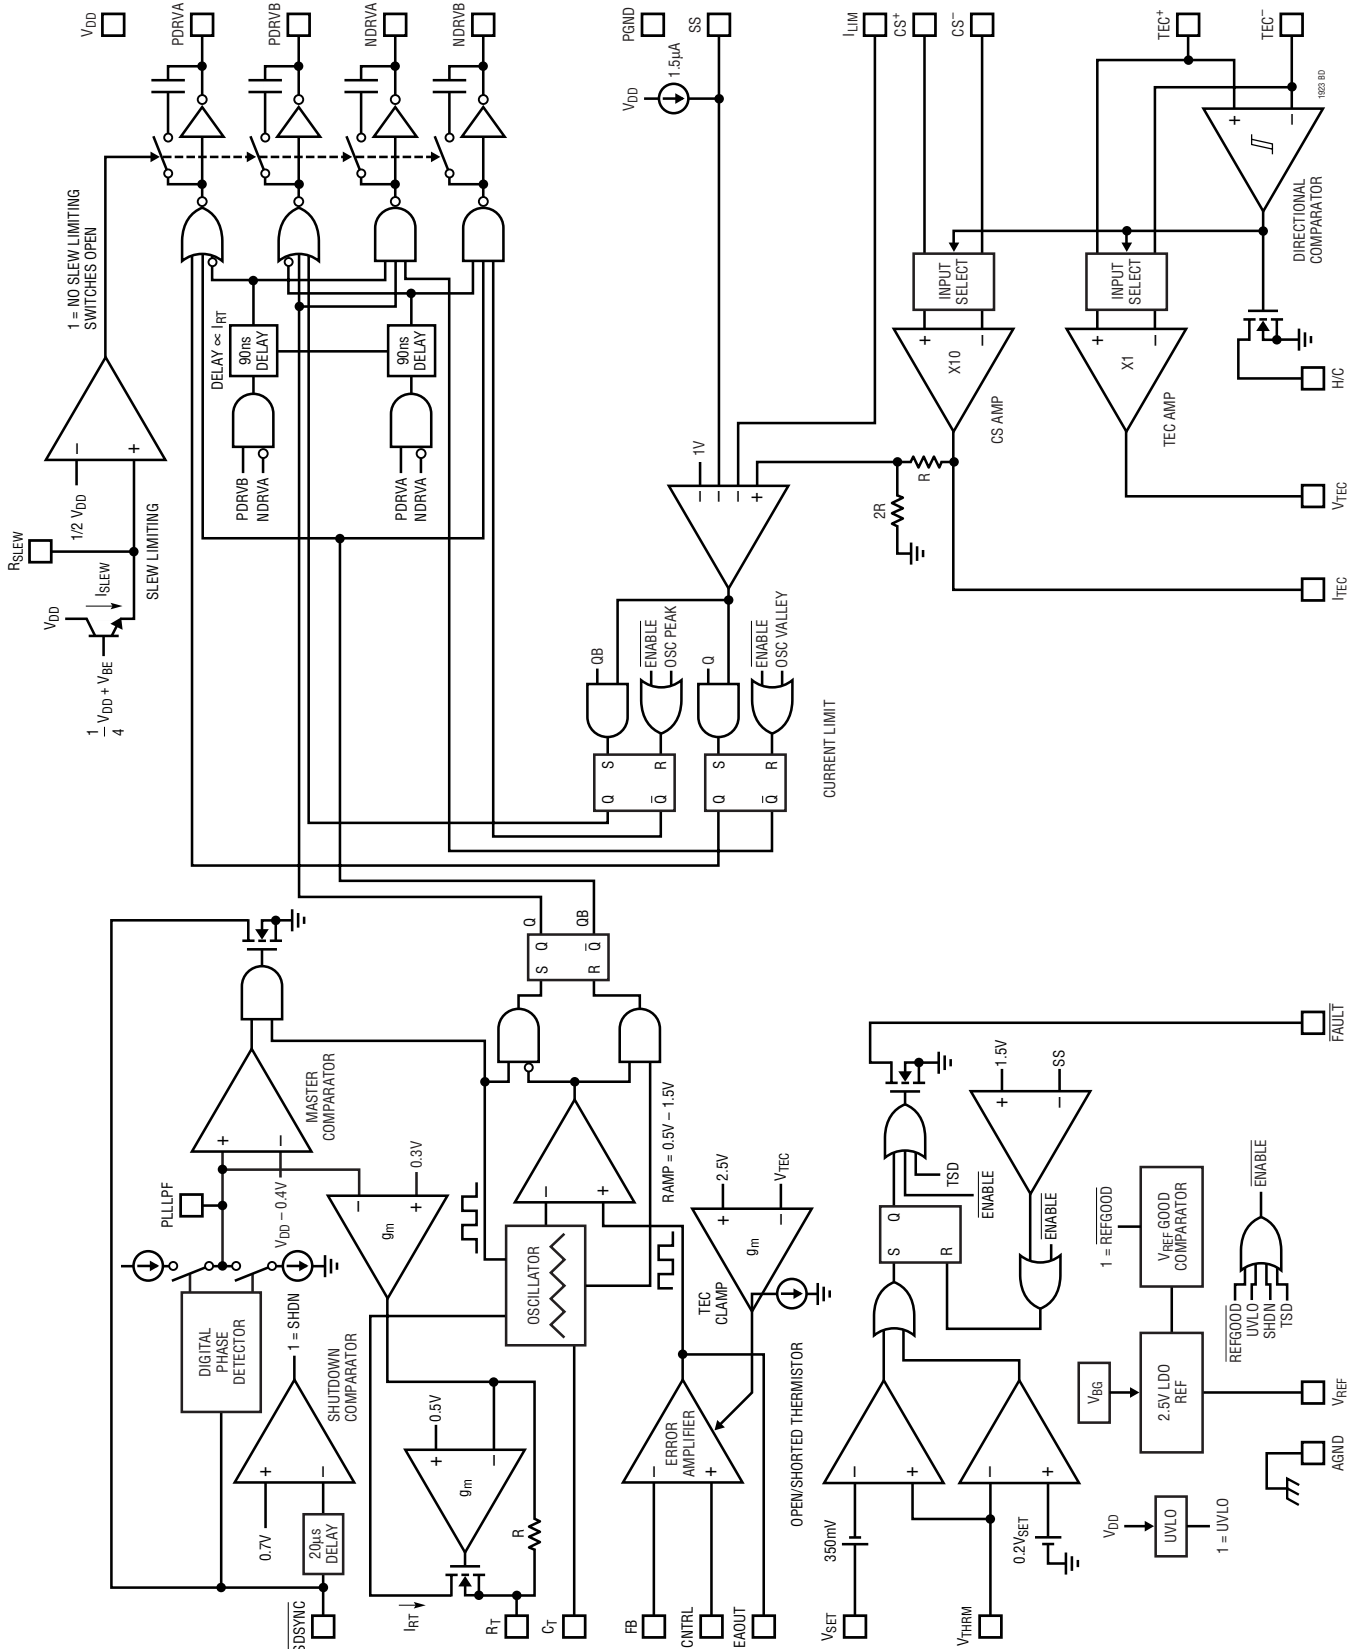 VDD
PDRVA
PDRVB
NDRVA
NDRVB
PGND
SS
ILIM
CS+
CS−
TEC+
TEC−
1923 BD
VDD
1.5µA
1 = NO SLEW LIMITING
SWITCHES OPEN
DELAY ∝ IRT
90ns
DELAY
90ns
DELAY
PDRVB
NDRVA
PDRVA
NDRVA
−
+
1/2 VDD
RSLEW
SLEW LIMITING
ISLEW
VDD
1/4 VDD + VBE
1V
−
−
−
+
2R
R
INPUT
SELECT
INPUT
SELECT
+
−
X10
CS AMP
+
−
X1
TEC AMP
+
−
DIRECTIONAL
COMPARATOR
H/C
VTEC
ITEC
QB
ENABLE
OSC PEAK
Q
ENABLE
OSC VALLEY
S
R
Q
Q
S
R
Q
Q
CURRENT LIMIT
Q
QB
S
Q
R
Q
MASTER
COMPARATOR
+
−
PLLLPF
VDD – 0.4V
0.3V
−
+
gm
DIGITAL
PHASE
DETECTOR
1 = SHDN
SHUTDOWN
COMPARATOR
+
−
0.7V
20µs
DELAY
SDSYNC
OSCILLATOR
−
+
RAMP = 0.5V – 1.5V
0.5V
+
−
gm
R
IRT
RT
CT
2.5V
VTEC
+
−
gm
TEC
CLAMP
ERROR
AMPLIFIER
−
+
FB
CNTRL
EAOUT
OPEN/SHORTED THERMISTOR
350mV
−
+
−
+
0.2VSET
VSET
VTHRM
S
Q
R
TSD
ENABLE
ENABLE
1.5V
SS
+
−
FAULT
1 = REFGOOD
VREF GOOD
COMPARATOR
VBG
2.5V LDO
REF
VREF
AGND
VDD
UVLO
1 = UVLO
REFGOOD
UVLO
SHDN
TSD
ENABLE